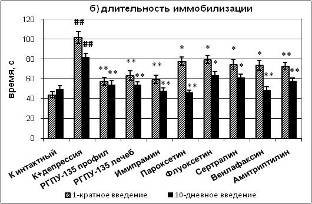 б) длительность иммобилизации
время, с
120
100
80
60
40
20
0
##
##
**
**
**
**
**
**
*
**
*
**
*
**
*
**
**
**
К интактный
К+депрессия
РГПУ-135 профил
РГПУ-135 лечеб
Имипрамин
Пароксетин
Флуоксетин
Сертралин
Венлафаксин
Амитриптилин
1-кратное введение
10-дневное введение